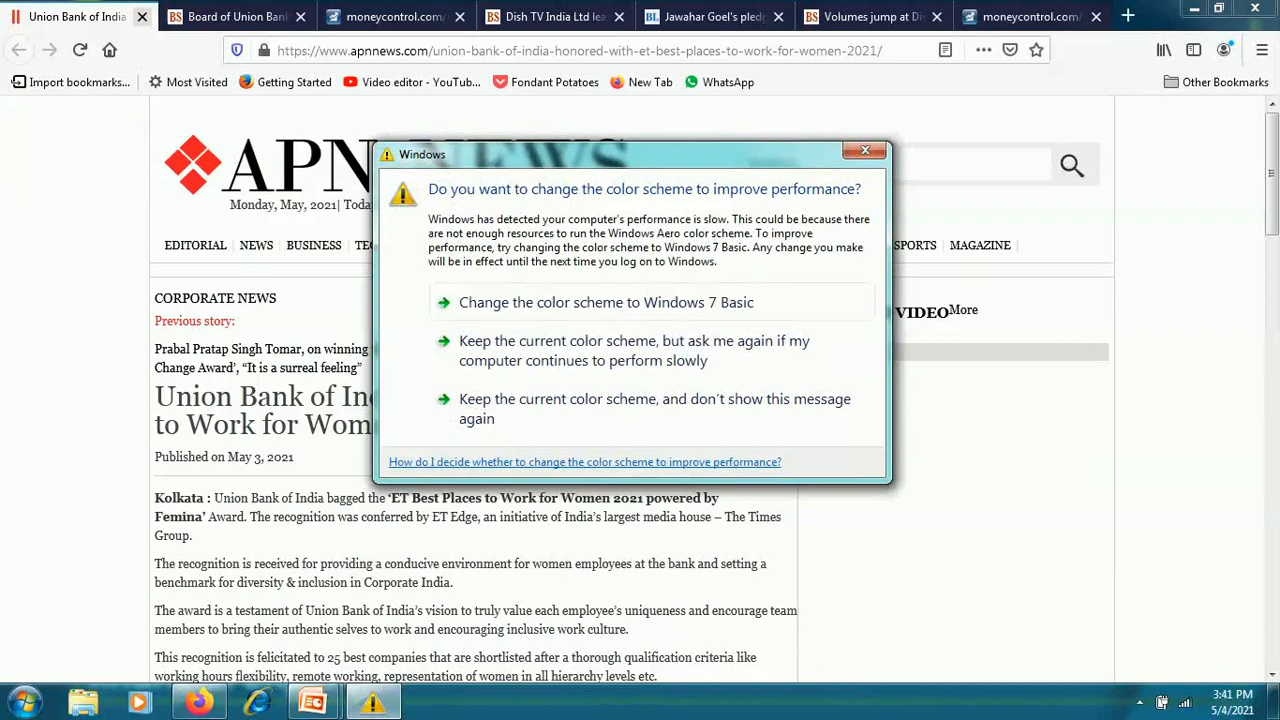 Union Bank of India
Board of Union Ban
moneycontrol.com/
Dish TV India Ltd lea
Jawahar Goel's pled
Volumes jump at Di
moneycontrol.com/
https://www.apnnews.com/union-bank-of-india-honored-with-et-best-places-to-work-for-women-2021/
Import bookmarks...
Most Visited
Getting Started
Video editor - YouTub...
Fondant Potatoes
New Tab
WhatsApp
Other Bookmarks
APN NEWS
Monday, May, 2021| Toda
EDITORIAL NEWS BUSINESS TE
SPORTS MAGAZINE
CORPORATE NEWS
Previous story:
Prabal Pratap Singh Tomar, on winning
Change Award’, “It is a surreal feeling”
Union Bank of In
to Work for Wom
Published on May 3, 2021
VIDEO More
Windows
Do you want to change the color scheme to improve performance?
Windows has detected your computer's performance is slow. This could be because there
are not enough resources to run the Windows Aero color scheme. To improve
performance, try changing the color scheme to Windows 7 Basic. Any change you make
will be in effect until the next time you log on to Windows.
Change the color scheme to Windows 7 Basic
Keep the current color scheme, but ask me again if my
computer continues to perform slowly
Keep the current color scheme, and don't show this message
again
How do I decide whether to change the color scheme to improve performance?
Kolkata : Union Bank of India bagged the ‘ET Best Places to Work for Women 2021 powered by
Femina’ Award. The recognition was conferred by ET Edge, an initiative of India’s largest media house – The Times
Group.
The recognition is received for providing a conducive environment for women employees at the bank and setting a
benchmark for diversity & inclusion in Corporate India.
The award is a testament of Union Bank of India’s vision to truly value each employee’s uniqueness and encourage team
members to bring their authentic selves to work and encouraging inclusive work culture.
This recognition is felicitated to 25 best companies that are shortlisted after a thorough qualification criteria like
working hours flexibility, remote working, representation of women in all hierarchy levels etc.
3:41 PM
5/4/2021